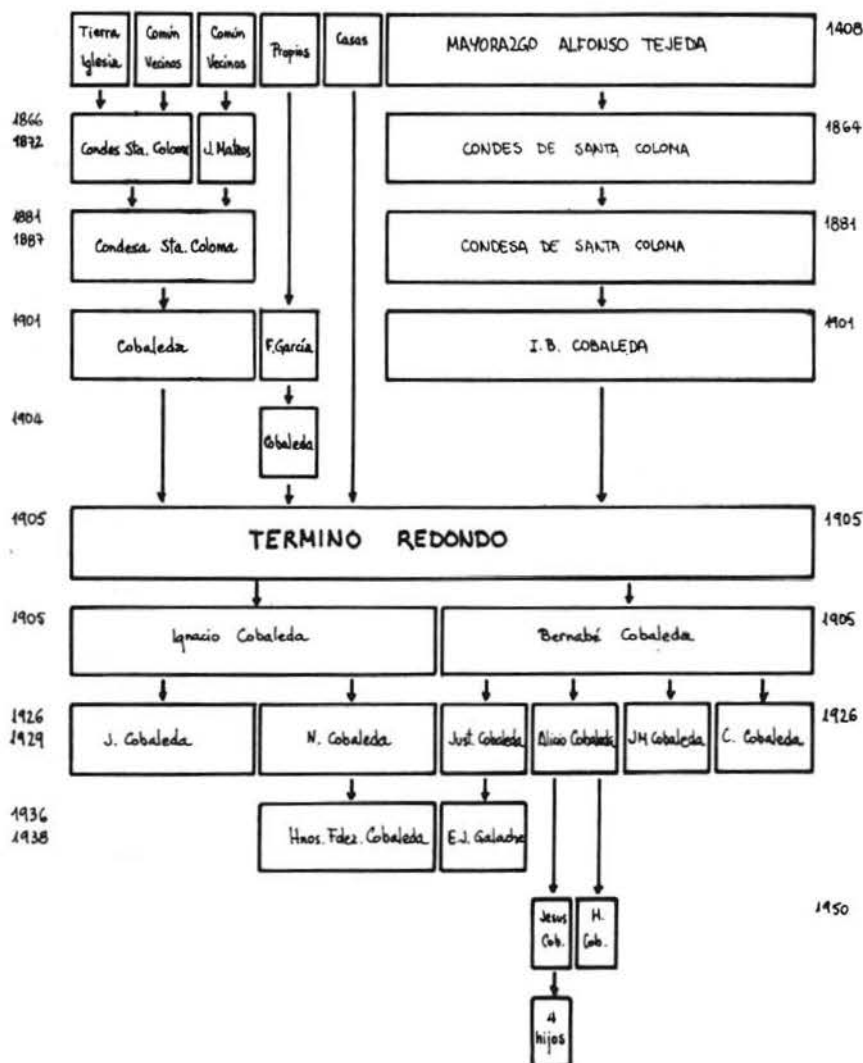 Tierra Iglesia
Común Vecinos
Común Vecinos
Propios
Casas
MAYORAZGO ALFONSO TEJEDA
1408
1866
1872
Condes Sta. Coloma
J. Mateos
CONDES DE SANTA COLOMA
1864
1881
1887
Condesa Sta. Coloma
CONDESA DE SANTA COLOMA
1881
1901
Cobaleda
F. García
I.B. COBALEDA
1901
1904
Cobaleda
1905
TERMINO REDONDO
1905
1905
Ignacio Cobaleda
Bernabé Cobaleda
1905
1926
1929
J. Cobaleda
N. Cobaleda
Just. Cobaleda
Alicio Cobaleda
JM Cobaleda
C. Cobaleda
1926
1936
1938
Hnos. Fdez. Cobaleda
E.J. Galache
Jesus Cob.
H. Cob.
1950
4 hijos